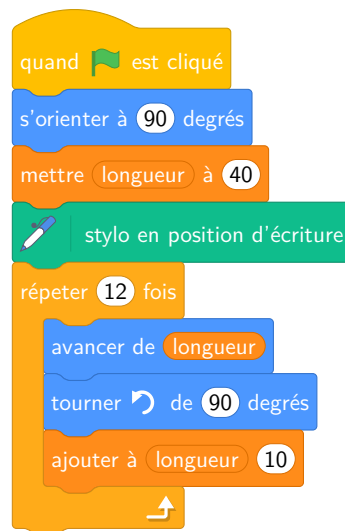 quand est cliqué
s'orienter à 90 degrés
mettre longueur à 40
stylo en position d'écriture
répeter 12 fois
avancer de longueur
tourner de 90 degrés
ajouter à longueur 10